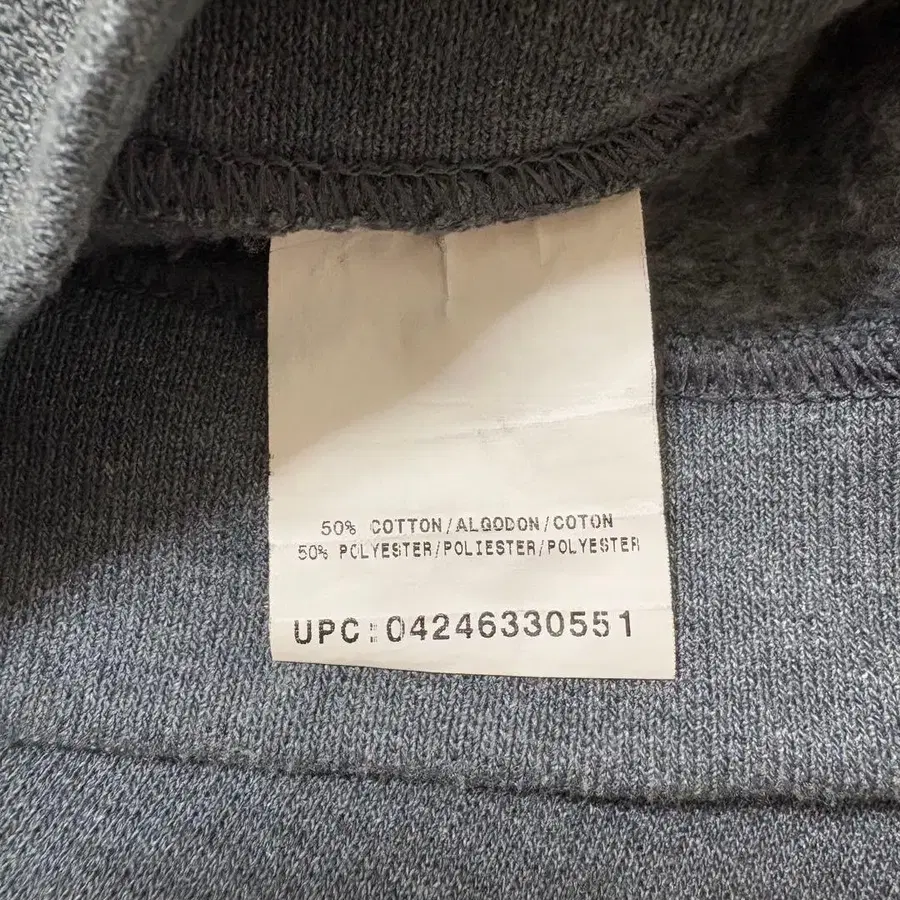 50% COTTON/ALGODON/COTON
50% POLYESTER/POLIESTER/POLYESTER
UPC:04246330551